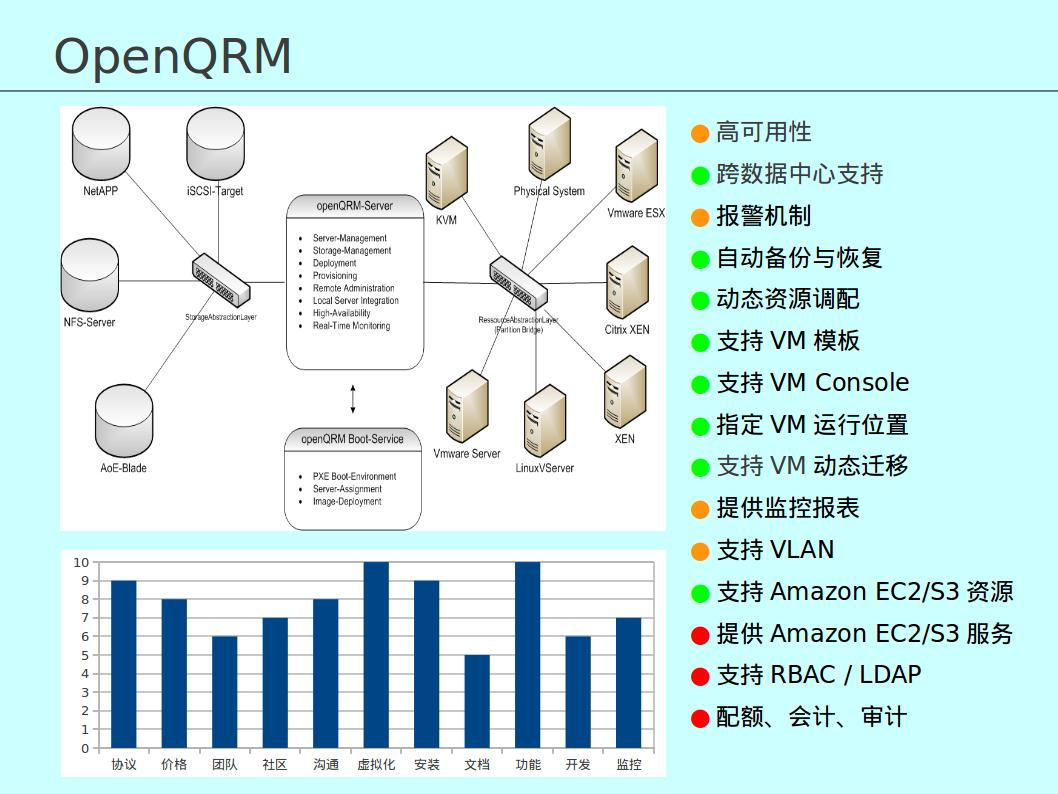 OpenQRM
NetAPP
iSCSI-Target
NFS-Server
AoE-Blade
StorageAbstractionLayer
openQRM-Server
• Server-Management
• Storage-Management
• Deployment
• Provisioning
• Remote Administration
• Local Server Integration
• High-Availability
• Real-Time Monitoring
openQRM Boot-Service
• PXE Boot-Environment
• Server-Assignment
• Image-Deployment
KVM
Physical System
Vmware ESX
RessourceAbstractionLayer
(Partition Bridge)
Citrix XEN
XEN
Vmware Server
LinuxVServer
10
9
8
7
6
5
4
3
2
1
0
协议 价格 团队 社区 沟通 虚拟化 安装 文档 功能 开发 监控
高可用性
跨数据中心支持
报警机制
自动备份与恢复
动态资源调配
支持 VM 模板
支持 VM Console
指定 VM 运行位置
支持 VM 动态迁移
提供监控报表
支持 VLAN
支持 Amazon EC2/S3 资源
提供 Amazon EC2/S3 服务
支持 RBAC / LDAP
配额、会计、审计